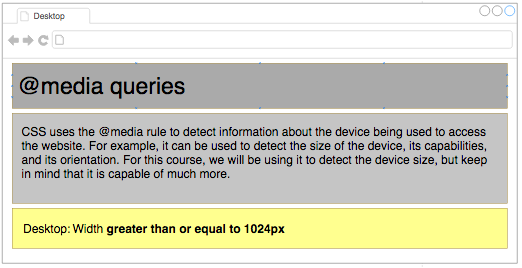 Desktop
@media queries
CSS uses the @media rule to detect information about the device being used to access
the website. For example, it can be used to detect the size of the device, its capabilities,
and its orientation. For this course, we will be using it to detect the device size, but keep
in mind that it is capable of much more.
Desktop: Width greater than or equal to 1024px